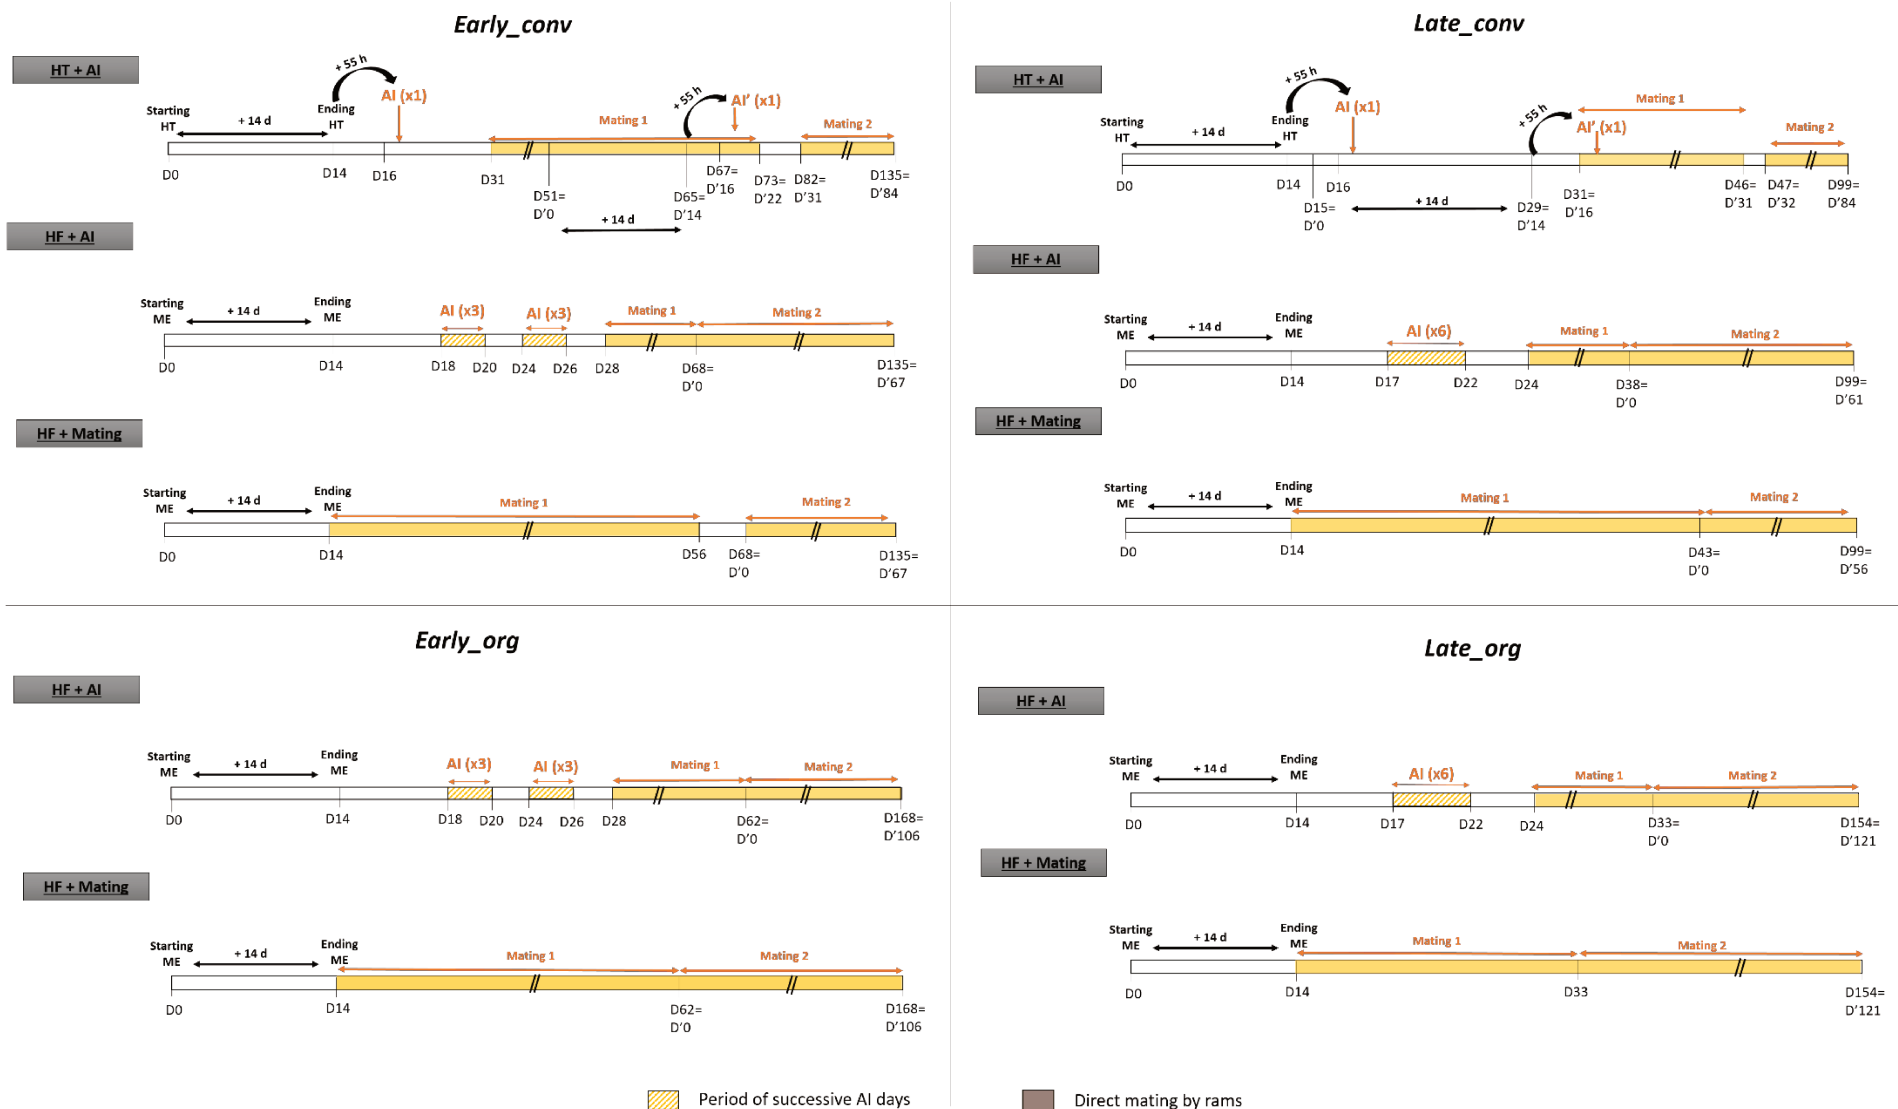 Early_conv
HT + AI
+ 55 h
Starting
HT
+ 14 d
Ending
HT
AI (x1)
Mating 1
+ 55 h
AI' (x1)
Mating 2
D0
D14
D16
D31
D51=
D'0
+ 14 d
D65=
D'14
D67=
D'16
D73=
D'22
D82=
D'31
D135=
D'84
HF + AI
Starting
ME
+ 14 d
Ending
ME
AI (x3)
AI (x3)
Mating 1
Mating 2
D0
D14
D18
D20
D24
D26
D28
D68=
D'0
D135=
D'67
HF + Mating
Starting
ME
+ 14 d
Ending
ME
Mating 1
Mating 2
D0
D14
D56
D68=
D'0
D135=
D'67
Late_conv
HT + AI
+ 55 h
Starting
HT
+ 14 d
Ending
HT
AI (x1)
+ 55 h
AI' (x1)
Mating 1
Mating 2
D0
D14
D15=
D'0
D16
+ 14 d
D29=
D'14
D31=
D'16
D46=
D'31
D47=
D'32
D99=
D'84
HF + AI
Starting
ME
+ 14 d
Ending
ME
AI (x6)
Mating 1
Mating 2
D0
D14
D17
D22
D24
D38=
D'0
D99=
D'61
HF + Mating
Starting
ME
+ 14 d
Ending
ME
Mating 1
Mating 2
D0
D14
D43=
D'0
D99=
D'56
Early_org
HF + AI
Starting
ME
+ 14 d
Ending
ME
AI (x3)
AI (x3)
Mating 1
Mating 2
D0
D14
D18
D20
D24
D26
D28
D62=
D'0
D168=
D'106
HF + Mating
Starting
ME
+ 14 d
Ending
ME
Mating 1
Mating 2
D0
D14
D62=
D'0
D168=
D'106
Late_org
HF + AI
Starting
ME
+ 14 d
Ending
ME
AI (x6)
Mating 1
Mating 2
D0
D14
D17
D22
D24
D33=
D'0
D154=
D'121
HF + Mating
Starting
ME
+ 14 d
Ending
ME
Mating 1
Mating 2
D0
D14
D33
D154=
D'121
Period of successive AI days
Direct mating by rams